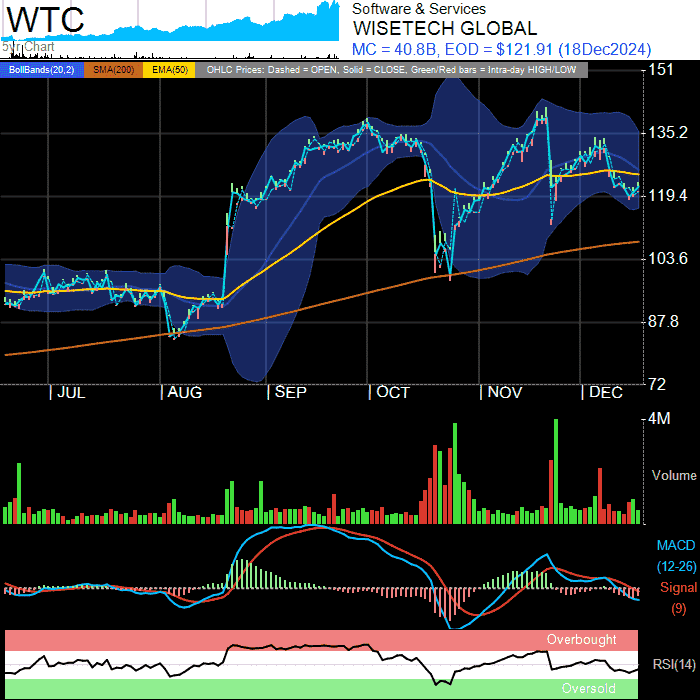 WTC
5yr Chart
Software & Services
WISETECH GLOBAL
MC = 40.8B, EOD = $121.91 (18Dec2024)
BollBands(20,2) SMA(200) EMA(50) OHLC Prices: Dashed = OPEN, Solid = CLOSE, Green/Red bars = Intra-day HIGH/LOW
151
135.2
119.4
103.6
87.8
72
JUL AUG SEP OCT NOV DEC
4M
Volume
MACD
(12-26)
Signal
(9)
Overbought
RSI(14)
Oversold